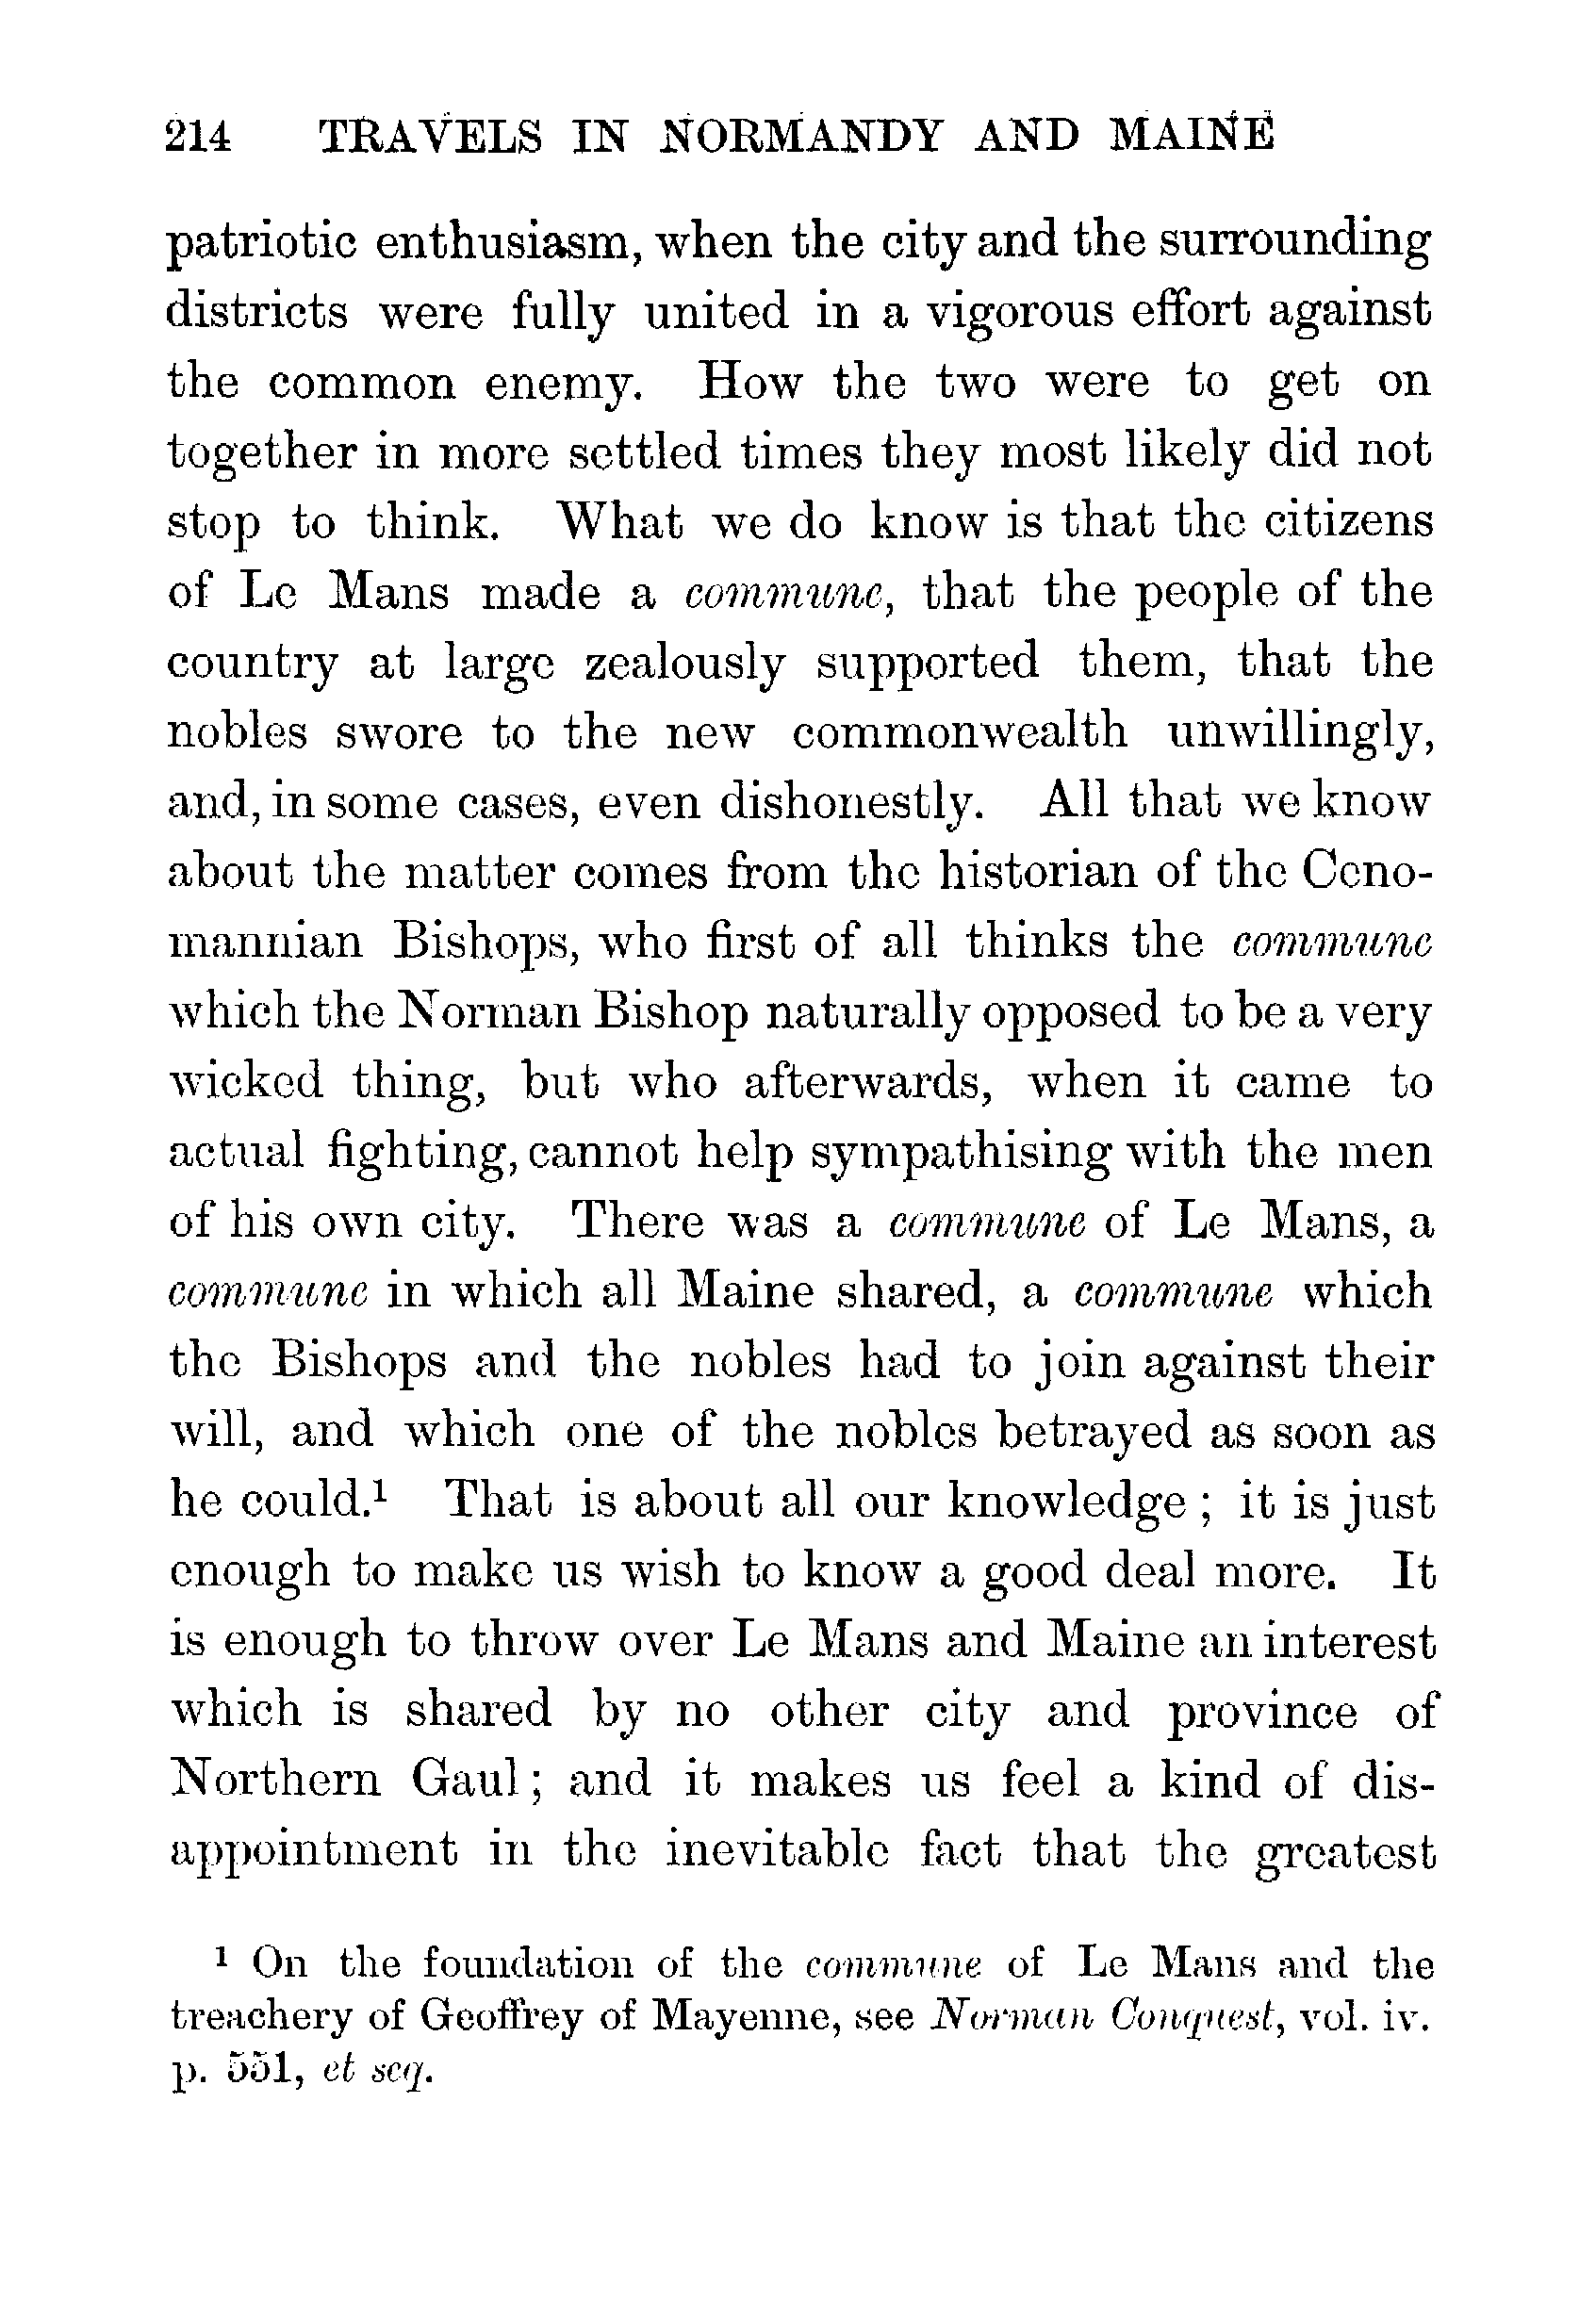 214 TRAVELS IN NORMANDY AND MAINE
patriotic enthusiasm, when the city and the surrounding
districts were fully united in a vigorous effort against
the common enemy. How the two were to get on
together in more settled times they most likely did not
stop to think. What we do know is that the citizens
of Le Mans made a commune, that the people of the
country at large zealously supported them, that the
nobles swore to the new commonwealth unwillingly,
and, in some cases, even dishonestly. All that we know
about the matter comes from the historian of the Ceno-
mannian Bishops, who first of all thinks the commune
which the Norman Bishop naturally opposed to be a very
wicked thing, but who afterwards, when it came to
actual fighting, cannot help sympathising with the men
of his own city. There was a commune of Le Mans, a
commune in which all Maine shared, a commune which
the Bishops and the nobles had to join against their
will, and which one of the nobles betrayed as soon as
he could.¹ That is about all our knowledge ; it is just
enough to make us wish to know a good deal more. It
is enough to throw over Le Mans and Maine an interest
which is shared by no other city and province of
Northern Gaul ; and it makes us feel a kind of dis-
appointment in the inevitable fact that the greatest
¹ On the foundation of the commune of Le Mans and the
treachery of Geoffrey of Mayenne, see Norman Conquest, vol. iv.
p. 551, et seq.